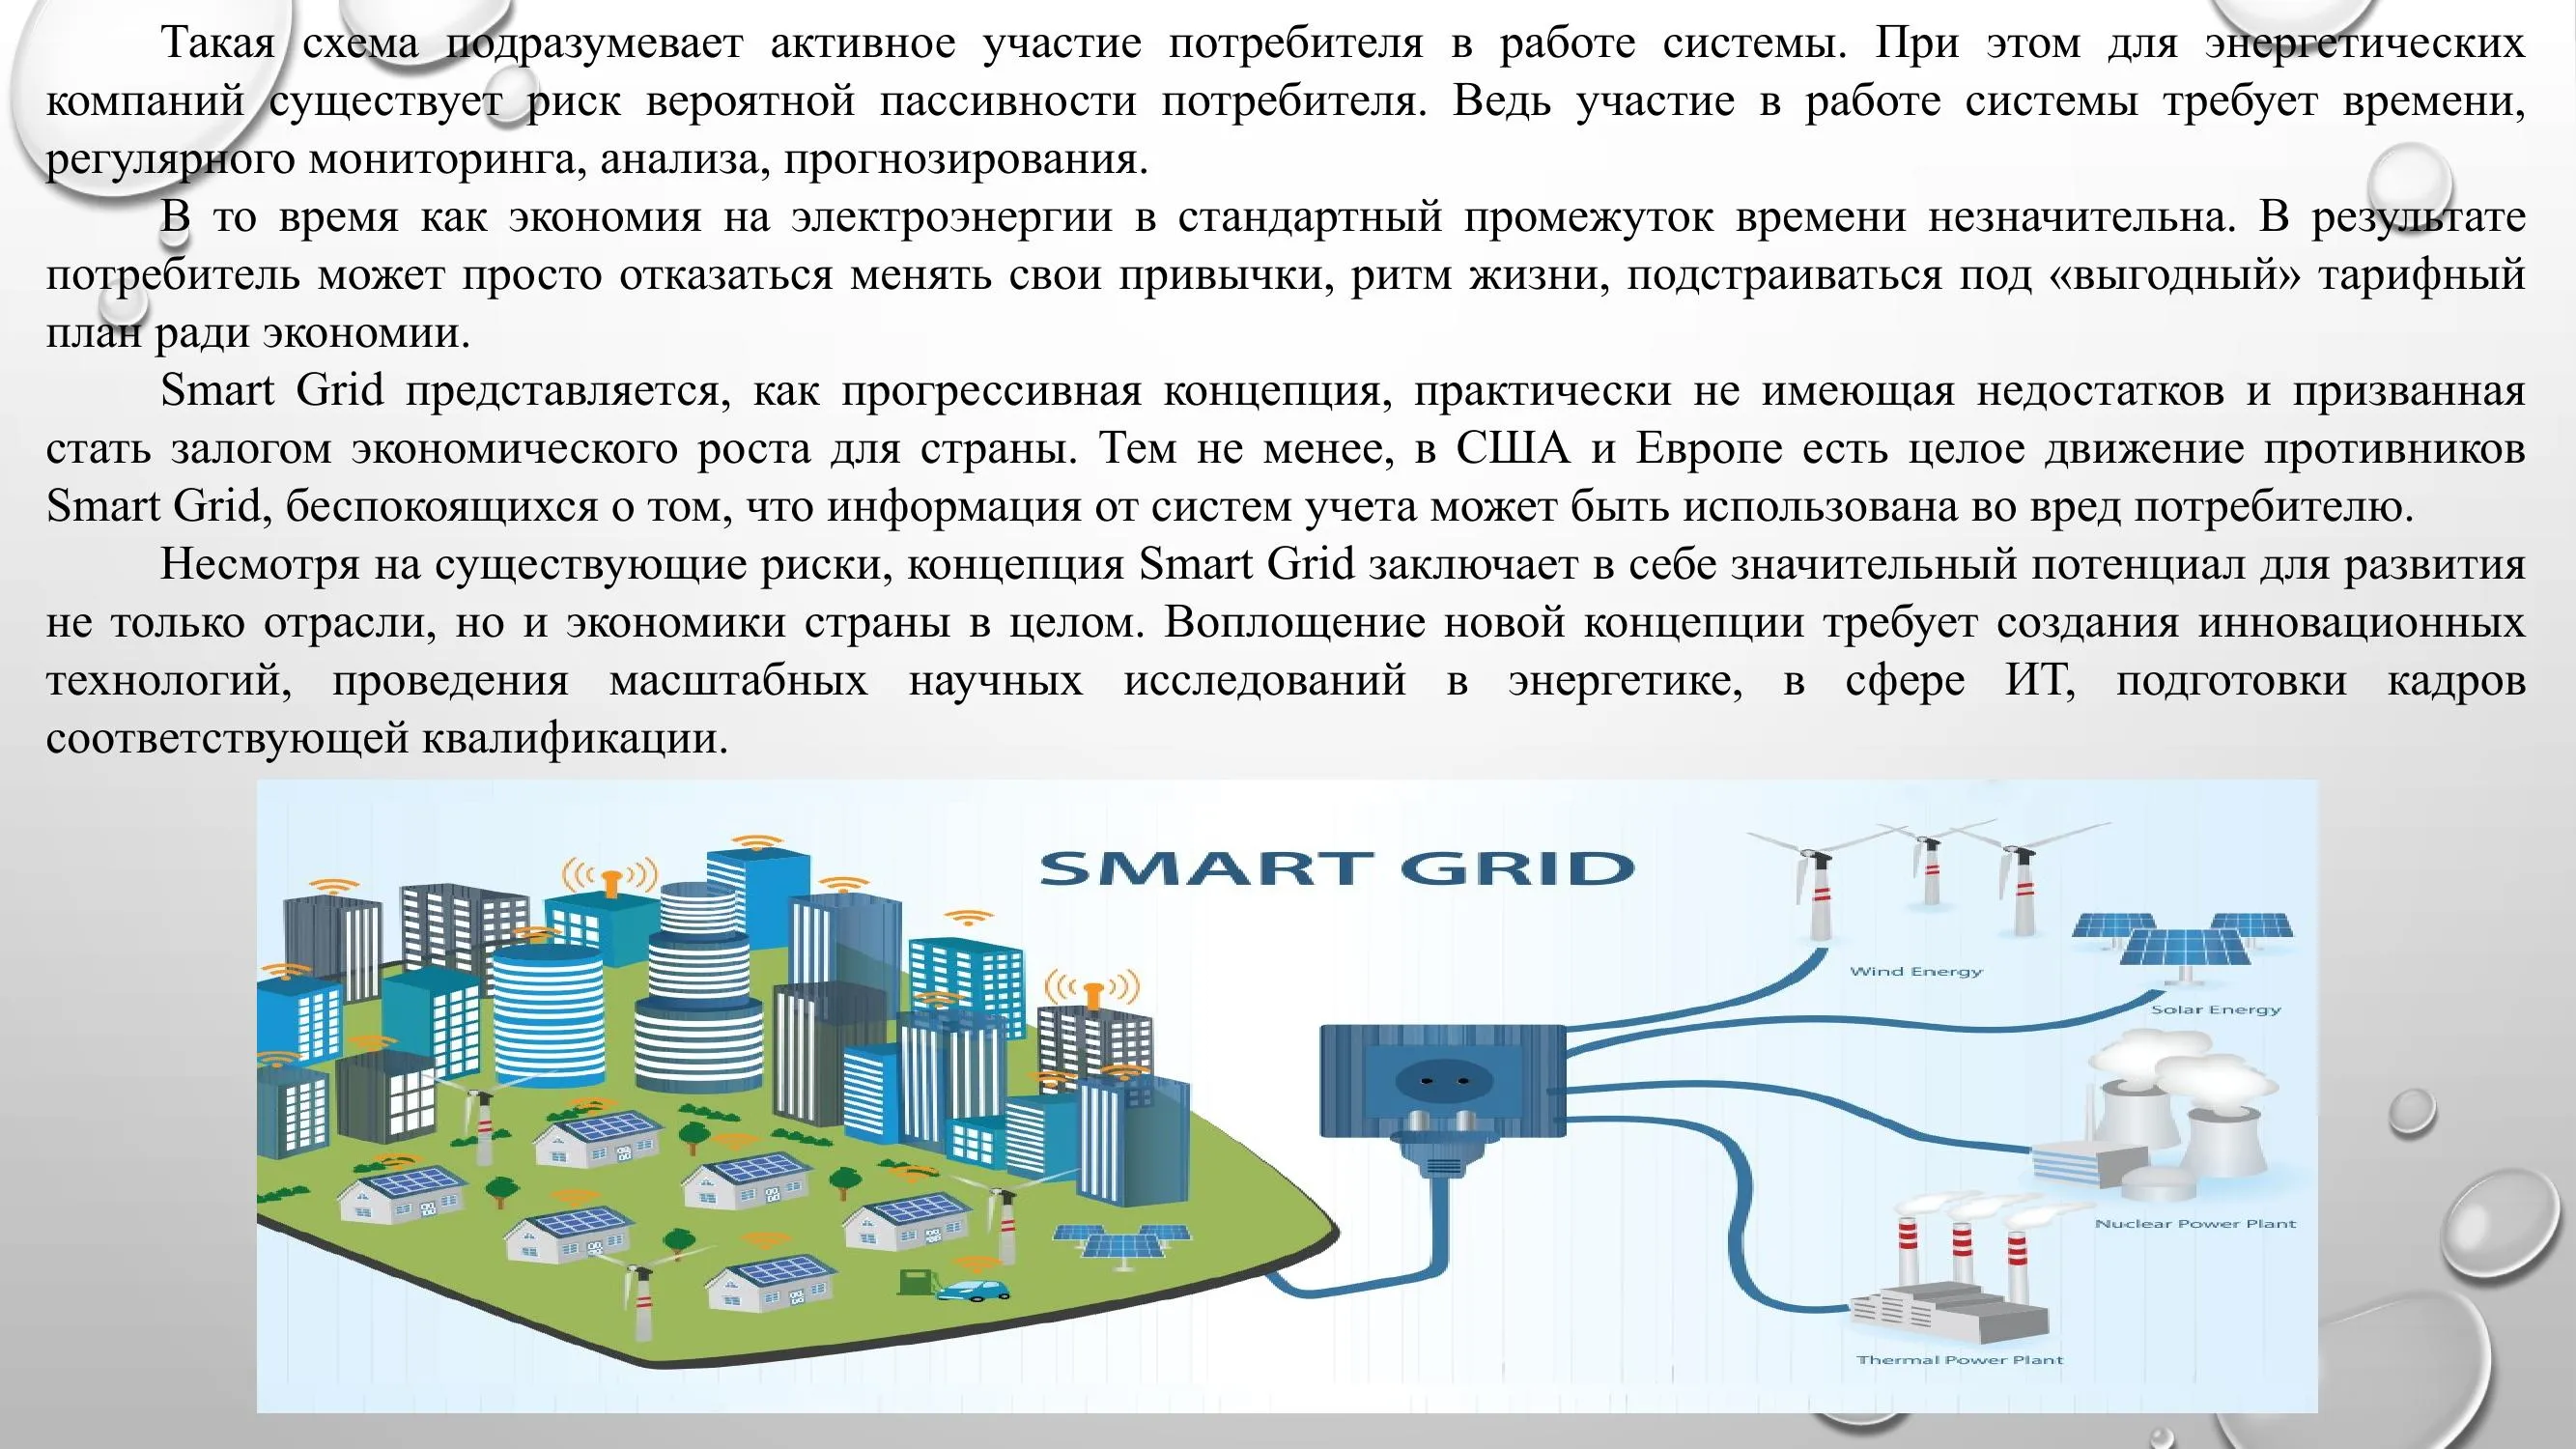 Такая схема подразумевает активное участие потребителя в работе системы. При этом для энергетических
компаний существует риск вероятной пассивности потребителя. Ведь участие в работе системы требует времени,
регулярного мониторинга, анализа, прогнозирования.
В то время как экономия на электроэнергии в стандартный промежуток времени незначительна. В результате
потребитель может просто отказаться менять свои привычки, ритм жизни, подстраиваться под «выгодный» тарифный
план ради экономии.
Smart Grid представляется, как прогрессивная концепция, практически не имеющая недостатков и призванная
стать залогом экономического роста для страны. Тем не менее, в США и Европе есть целое движение противников
Smart Grid, беспокоящихся о том, что информация от систем учета может быть использована во вред потребителю.
Несмотря на существующие риски, концепция Smart Grid заключает в себе значительный потенциал для развития
не только отрасли, но и экономики страны в целом. Воплощение новой концепции требует создания инновационных
технологий, проведения масштабных научных исследований в энергетике, в сфере ИТ, подготовки кадров
соответствующей квалификации.
SMART GRID
Wind Energy
Solar Energy
Nuclear Power Plant
Thermal Power Plant